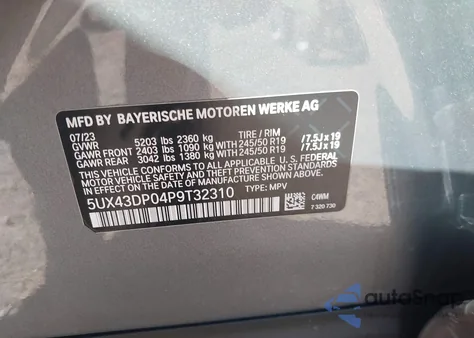 MFD BY BAYERISCHE MOTOREN WERKE AG
07/23
GVWR 5203 lbs 2360 kg TIRE / RIM
GAWR FRONT 2403 lbs 1090 kg WITH 245/50 R19 /7.5J x 19
GAWR REAR 3042 lbs 1380 kg WITH 245/50 R19 /7.5J x 19
THIS VEHICLE CONFORMS TO ALL APPLICABLE U.S. FEDERAL
MOTOR VEHICLE SAFETY, BUMPER, AND THEFT PREVENTION STANDARDS
IN EFFECT ON THE DATE OF MANUFACTURE SHOWN ABOVE.
5UX43DP04P9T32310 TYPE: MPV
C4WM
7 320 730